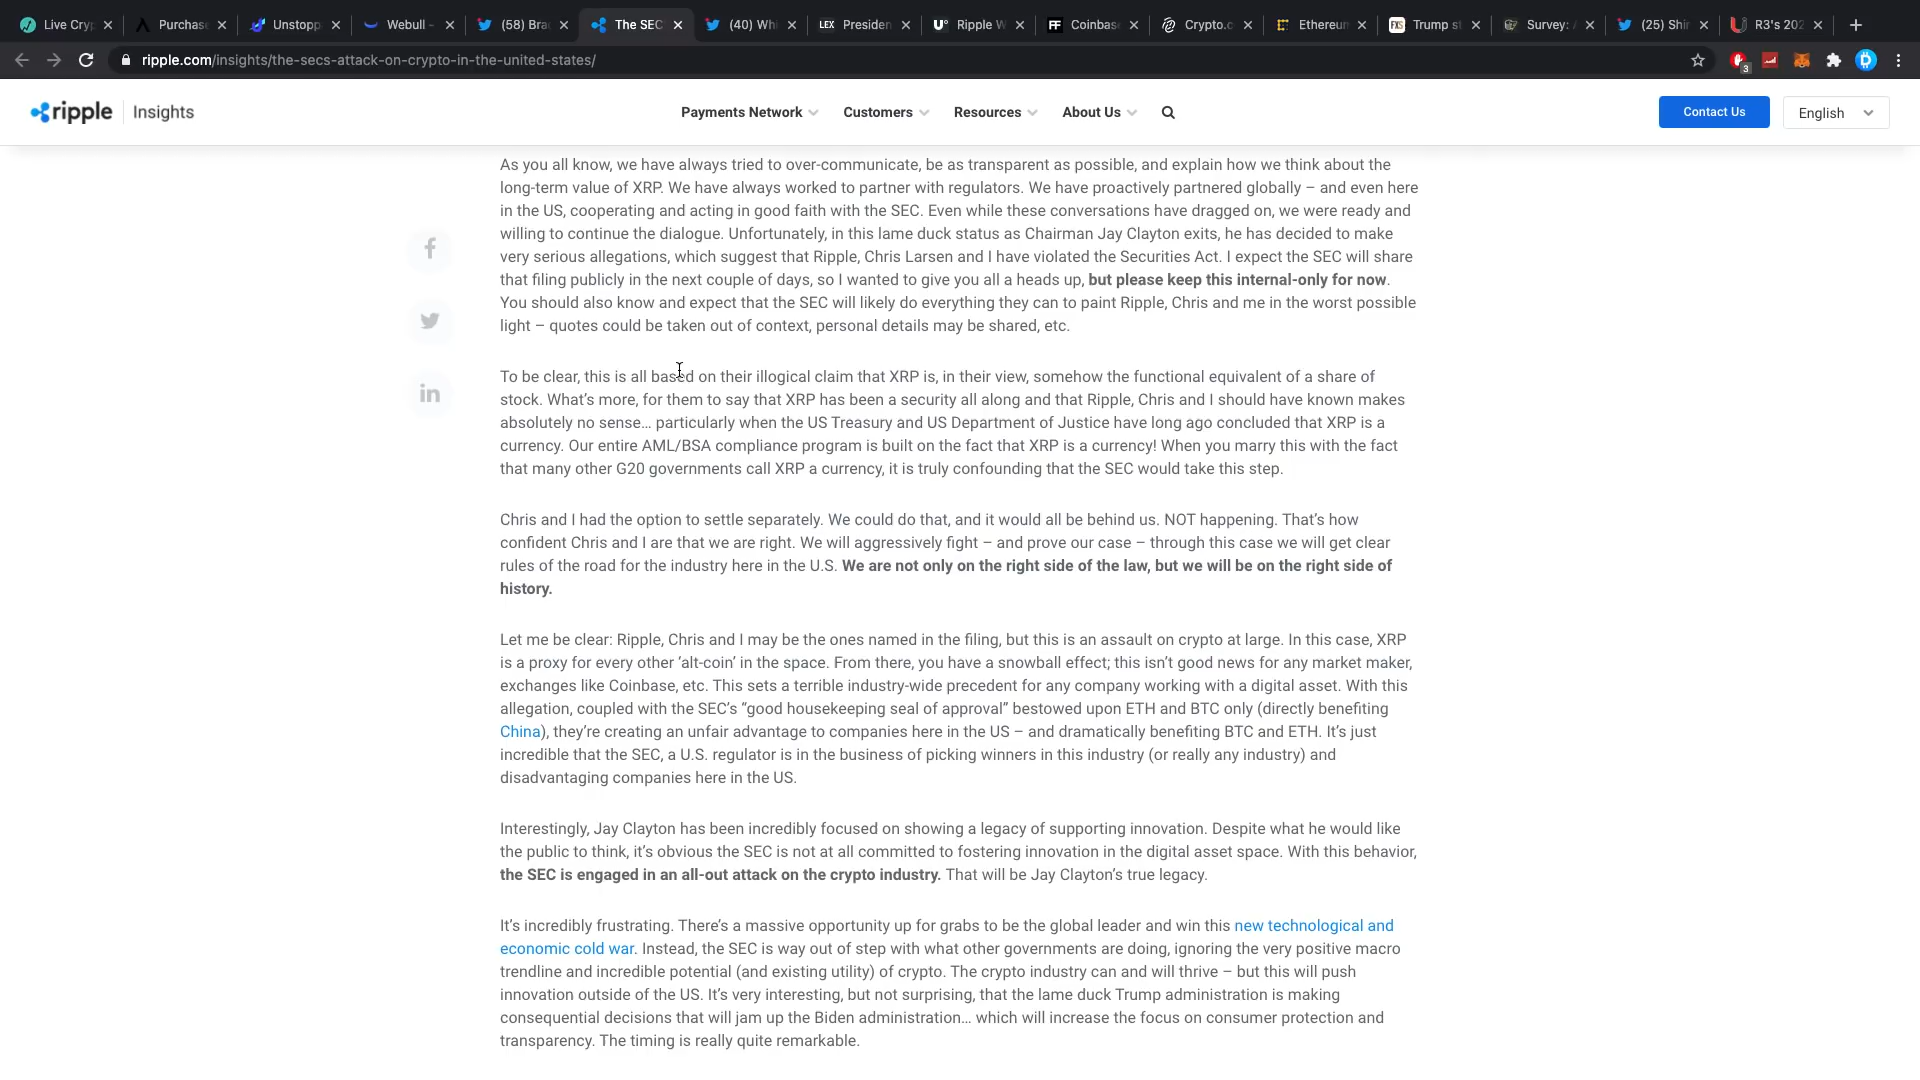 Live Cryp
Purchase
Unstopp
Webull -
(58) Brad
The SEC
(40) Whi
LEX
Presiden
Ripple W
Coinbase
Crypto.c
Ethereum
FXS
Trump st
Survey: A
(25) Shir
R3's 202
ripple.com/insights/the-secs-attack-on-crypto-in-the-united-states/
3
ripple | Insights
Payments Network
Customers
Resources
About Us
Contact Us
English
As you all know, we have always tried to over-communicate, be as transparent as possible, and explain how we think about the
long-term value of XRP. We have always worked to partner with regulators. We have proactively partnered globally – and even here
in the US, cooperating and acting in good faith with the SEC. Even while these conversations have dragged on, we were ready and
willing to continue the dialogue. Unfortunately, in this lame duck status as Chairman Jay Clayton exits, he has decided to make
very serious allegations, which suggest that Ripple, Chris Larsen and I have violated the Securities Act. I expect the SEC will share
that filing publicly in the next couple of days, so I wanted to give you all a heads up, but please keep this internal-only for now.
You should also know and expect that the SEC will likely do everything they can to paint Ripple, Chris and me in the worst possible
light – quotes could be taken out of context, personal details may be shared, etc.
To be clear, this is all based on their illogical claim that XRP is, in their view, somehow the functional equivalent of a share of
stock. What's more, for them to say that XRP has been a security all along and that Ripple, Chris and I should have known makes
absolutely no sense… particularly when the US Treasury and US Department of Justice have long ago concluded that XRP is a
currency. Our entire AML/BSA compliance program is built on the fact that XRP is a currency! When you marry this with the fact
that many other G20 governments call XRP a currency, it is truly confounding that the SEC would take this step.
Chris and I had the option to settle separately. We could do that, and it would all be behind us. NOT happening. That's how
confident Chris and I are that we are right. We will aggressively fight – and prove our case – through this case we will get clear
rules of the road for the industry here in the U.S. We are not only on the right side of the law, but we will be on the right side of
history.
Let me be clear: Ripple, Chris and I may be the ones named in the filing, but this is an assault on crypto at large. In this case, XRP
is a proxy for every other 'alt-coin' in the space. From there, you have a snowball effect; this isn't good news for any market maker,
exchanges like Coinbase, etc. This sets a terrible industry-wide precedent for any company working with a digital asset. With this
allegation, coupled with the SEC's "good housekeeping seal of approval" bestowed upon ETH and BTC only (directly benefiting
China), they're creating an unfair advantage to companies here in the US – and dramatically benefiting BTC and ETH. It's just
incredible that the SEC, a U.S. regulator is in the business of picking winners in this industry (or really any industry) and
disadvantaging companies here in the US.
Interestingly, Jay Clayton has been incredibly focused on showing a legacy of supporting innovation. Despite what he would like
the public to think, it's obvious the SEC is not at all committed to fostering innovation in the digital asset space. With this behavior,
the SEC is engaged in an all-out attack on the crypto industry. That will be Jay Clayton's true legacy.
It's incredibly frustrating. There's a massive opportunity up for grabs to be the global leader and win this new technological and
economic cold war. Instead, the SEC is way out of step with what other governments are doing, ignoring the very positive macro
trendline and incredible potential (and existing utility) of crypto. The crypto industry can and will thrive – but this will push
innovation outside of the US. It's very interesting, but not surprising, that the lame duck Trump administration is making
consequential decisions that will jam up the Biden administration… which will increase the focus on consumer protection and
transparency. The timing is really quite remarkable.